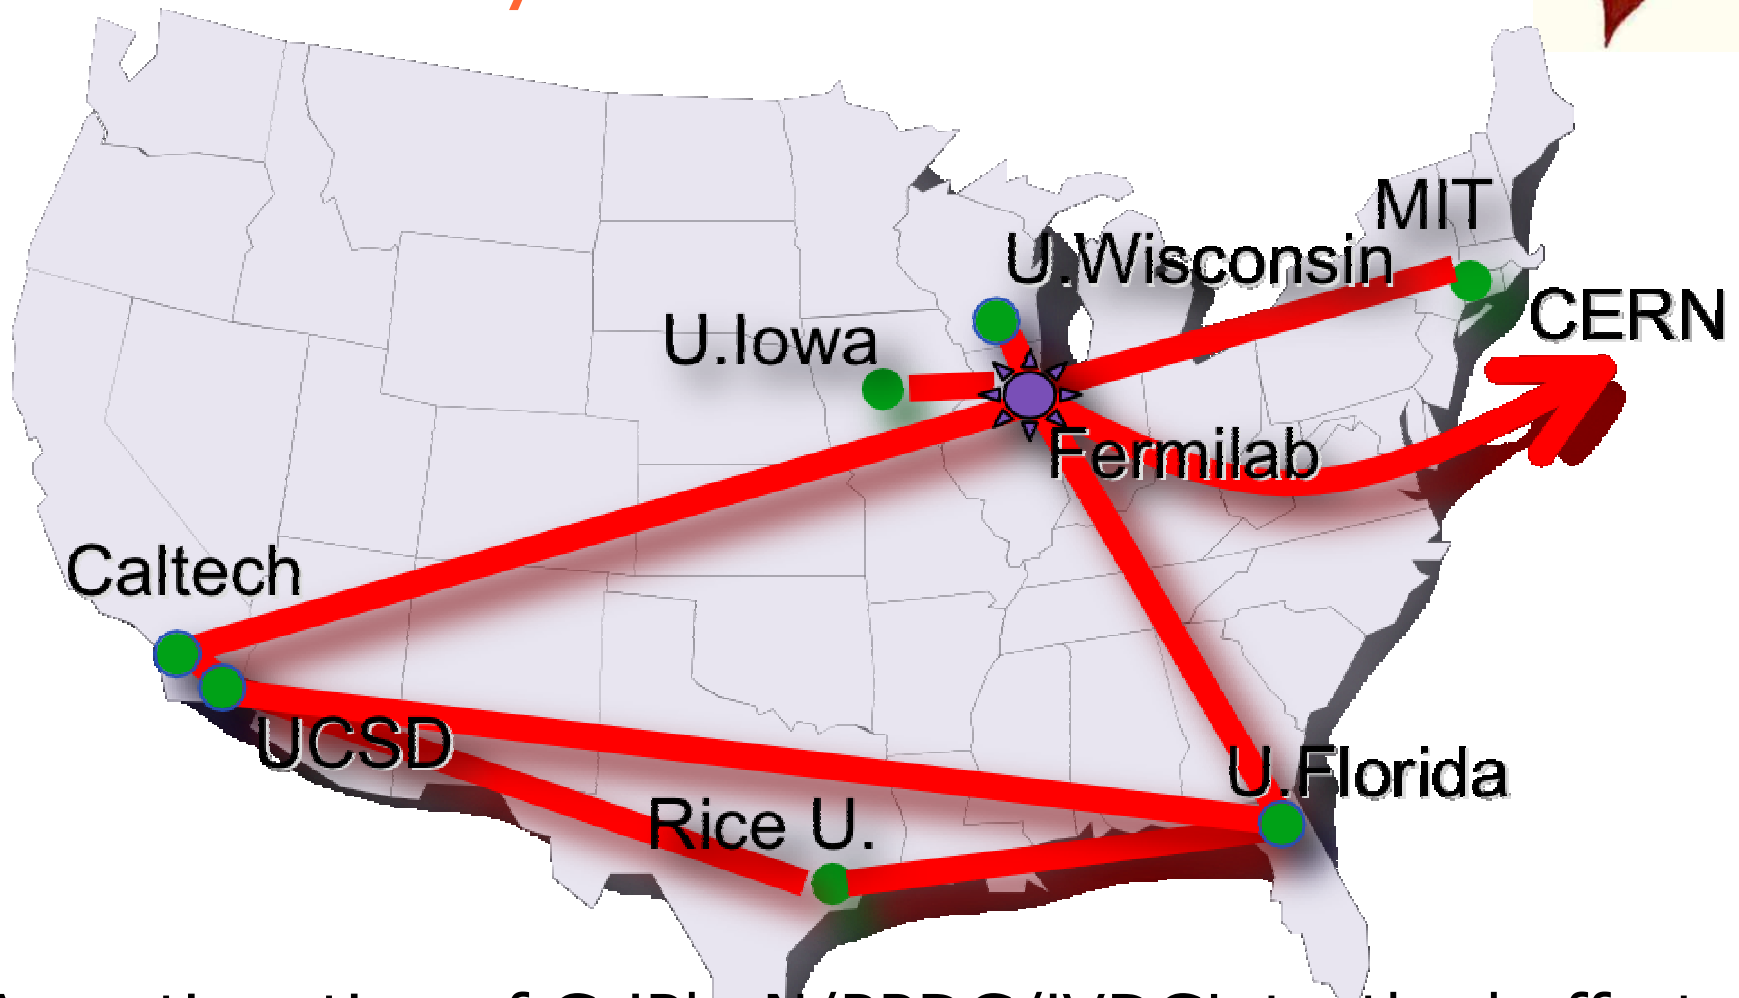 MIT
U.Wisconsin
CERN
U.Iowa
Fermilab
Caltech
UCSD
U.Florida
Rice U.